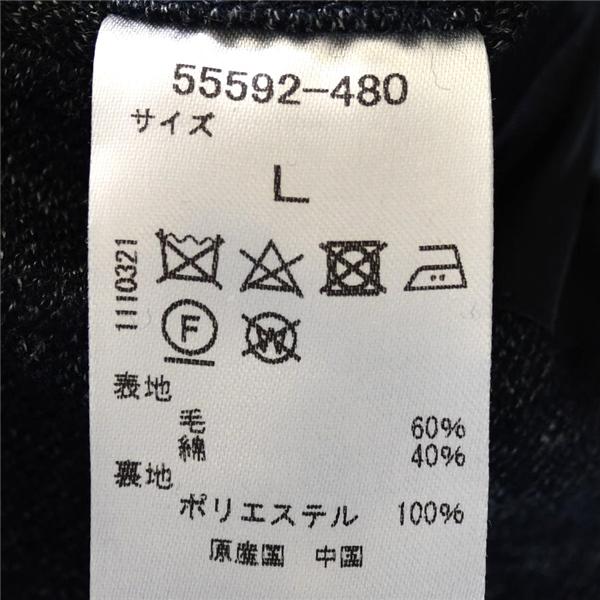 55592-480
サイズ
L
1110321
F
W
表地
毛 60%
綿 40%
裏地
ポリエステル 100%
原産国 中国